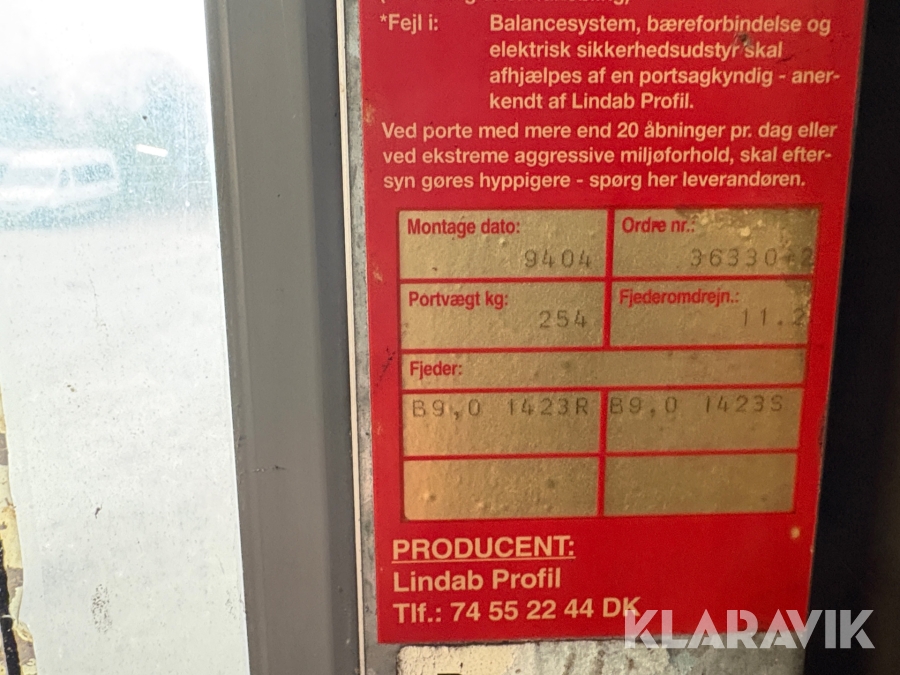 *Fejl i: Balancesystem, bæreforbindelse og
elektrisk sikkerhedsudstyr skal
afhjælpes af en portsagkyndig - aner-
kendt af Lindab Profil.
Ved porte med mere end 20 åbninger pr. dag eller
ved ekstreme aggressive miljøforhold, skal efter-
syn gøres hyppigere - spørg her leverandøren.
Montage dato: Ordre nr.:
9404 36330-2
Portvægt kg: Fjederomdrejn.:
254 11.2
Fjeder:
B9,0 1423R B9,0 1423S
PRODUCENT:
Lindab Profil
Tlf.: 74 55 22 44 DK
KLARAVIK